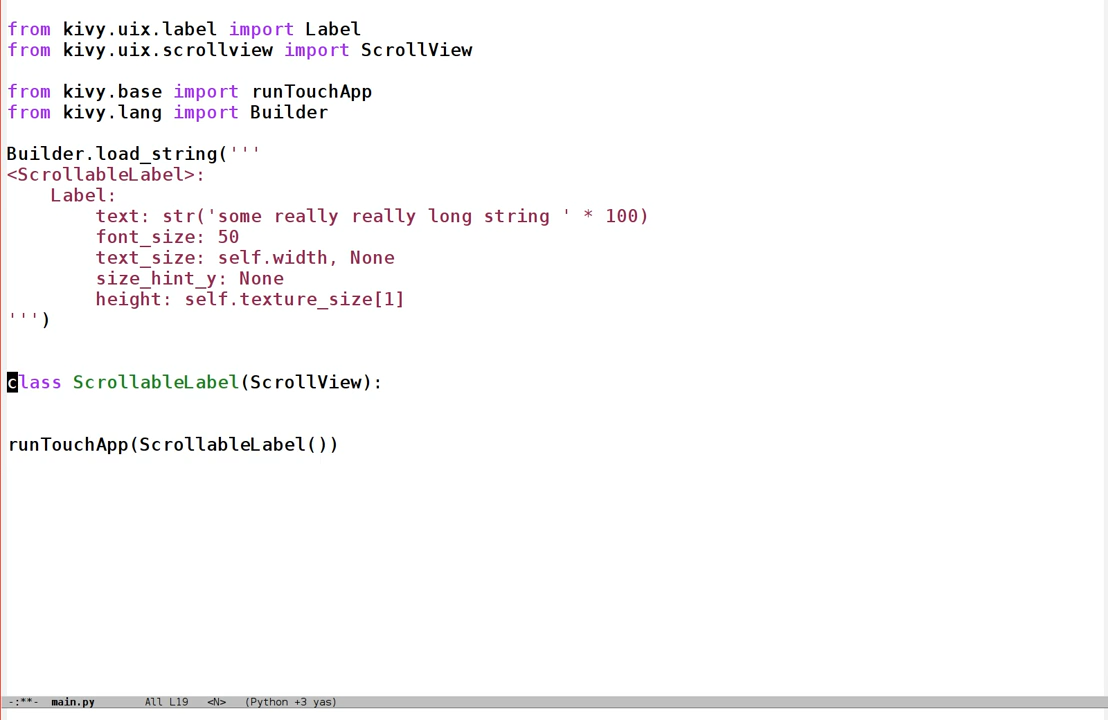 from kivy.uix.label import Label
from kivy.uix.scrollview import ScrollView
from kivy.base import runTouchApp
from kivy.lang import Builder
Builder.load_string('''
<ScrollableLabel>:
    Label:
        text: str('some really really long string ' * 100)
        font_size: 50
        text_size: self.width, None
        size_hint_y: None
        height: self.texture_size[1]
''')
class ScrollableLabel(ScrollView):
runTouchApp(ScrollableLabel())
-:**-  main.py        All L19   <N>   (Python +3 yas)